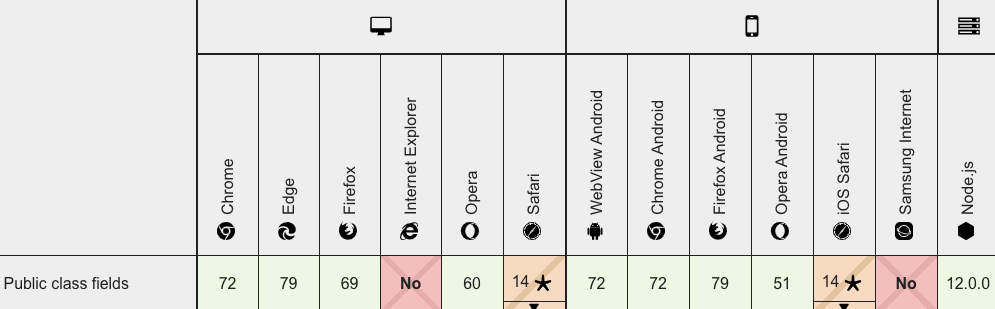 Chrome
Edge
Firefox
Internet Explorer
Opera
Safari
WebView Android
Chrome Android
Firefox Android
Opera Android
iOS Safari
Samsung Internet
Node.js
Public class fields 72 79 69 No 60 14 72 72 79 51 14 No 12.0.0